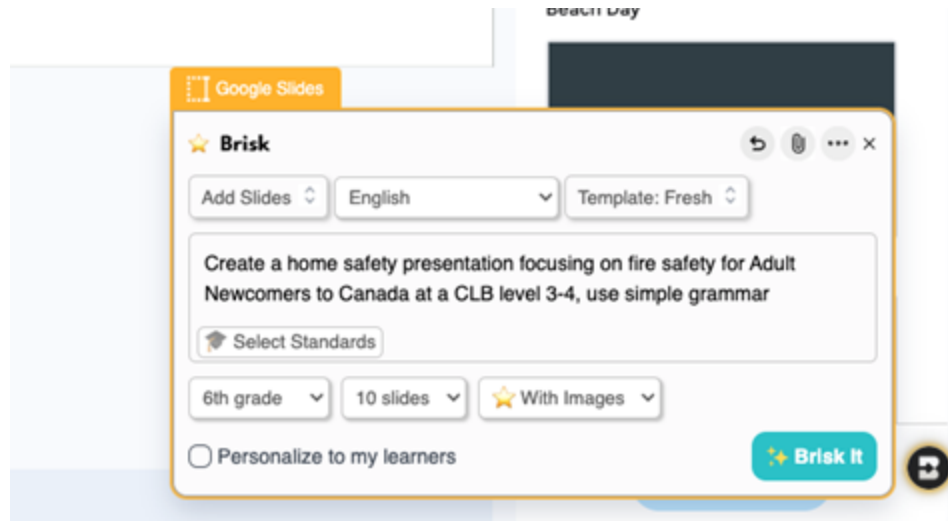 Beach Day
Google Slides
Brisk
Add Slides English Template: Fresh
Create a home safety presentation focusing on fire safety for Adult
Newcomers to Canada at a CLB level 3-4, use simple grammar
Select Standards
6th grade 10 slides With Images
Personalize to my learners Brisk It